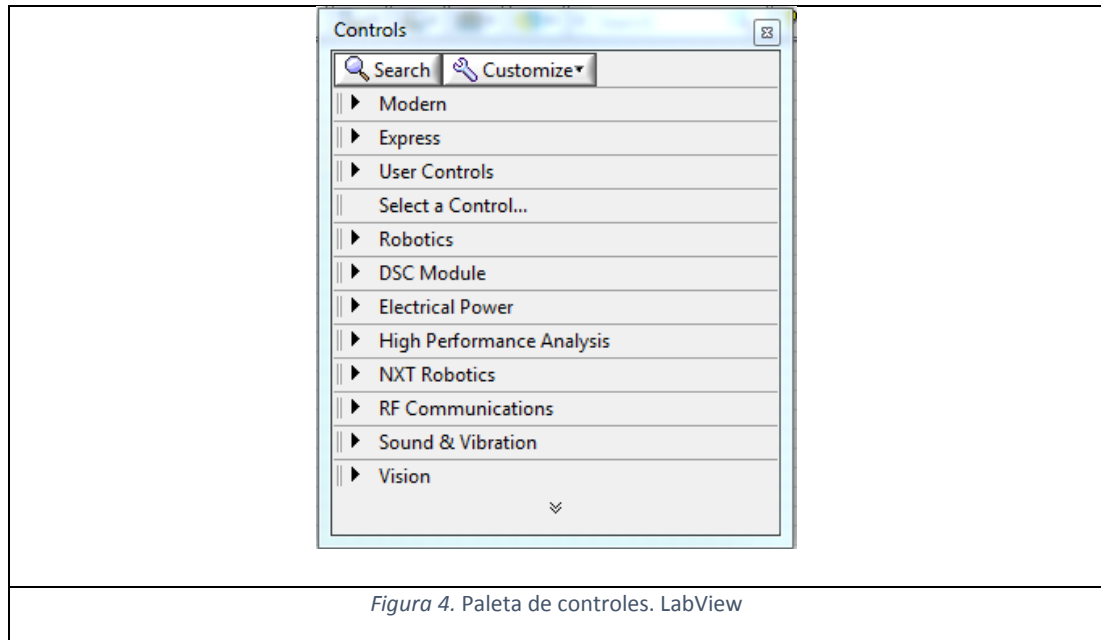 Controls
Search Customize
Modern
Express
User Controls
Select a Control...
Robotics
DSC Module
Electrical Power
High Performance Analysis
NXT Robotics
RF Communications
Sound & Vibration
Vision
Figura 4. Paleta de controles. LabView